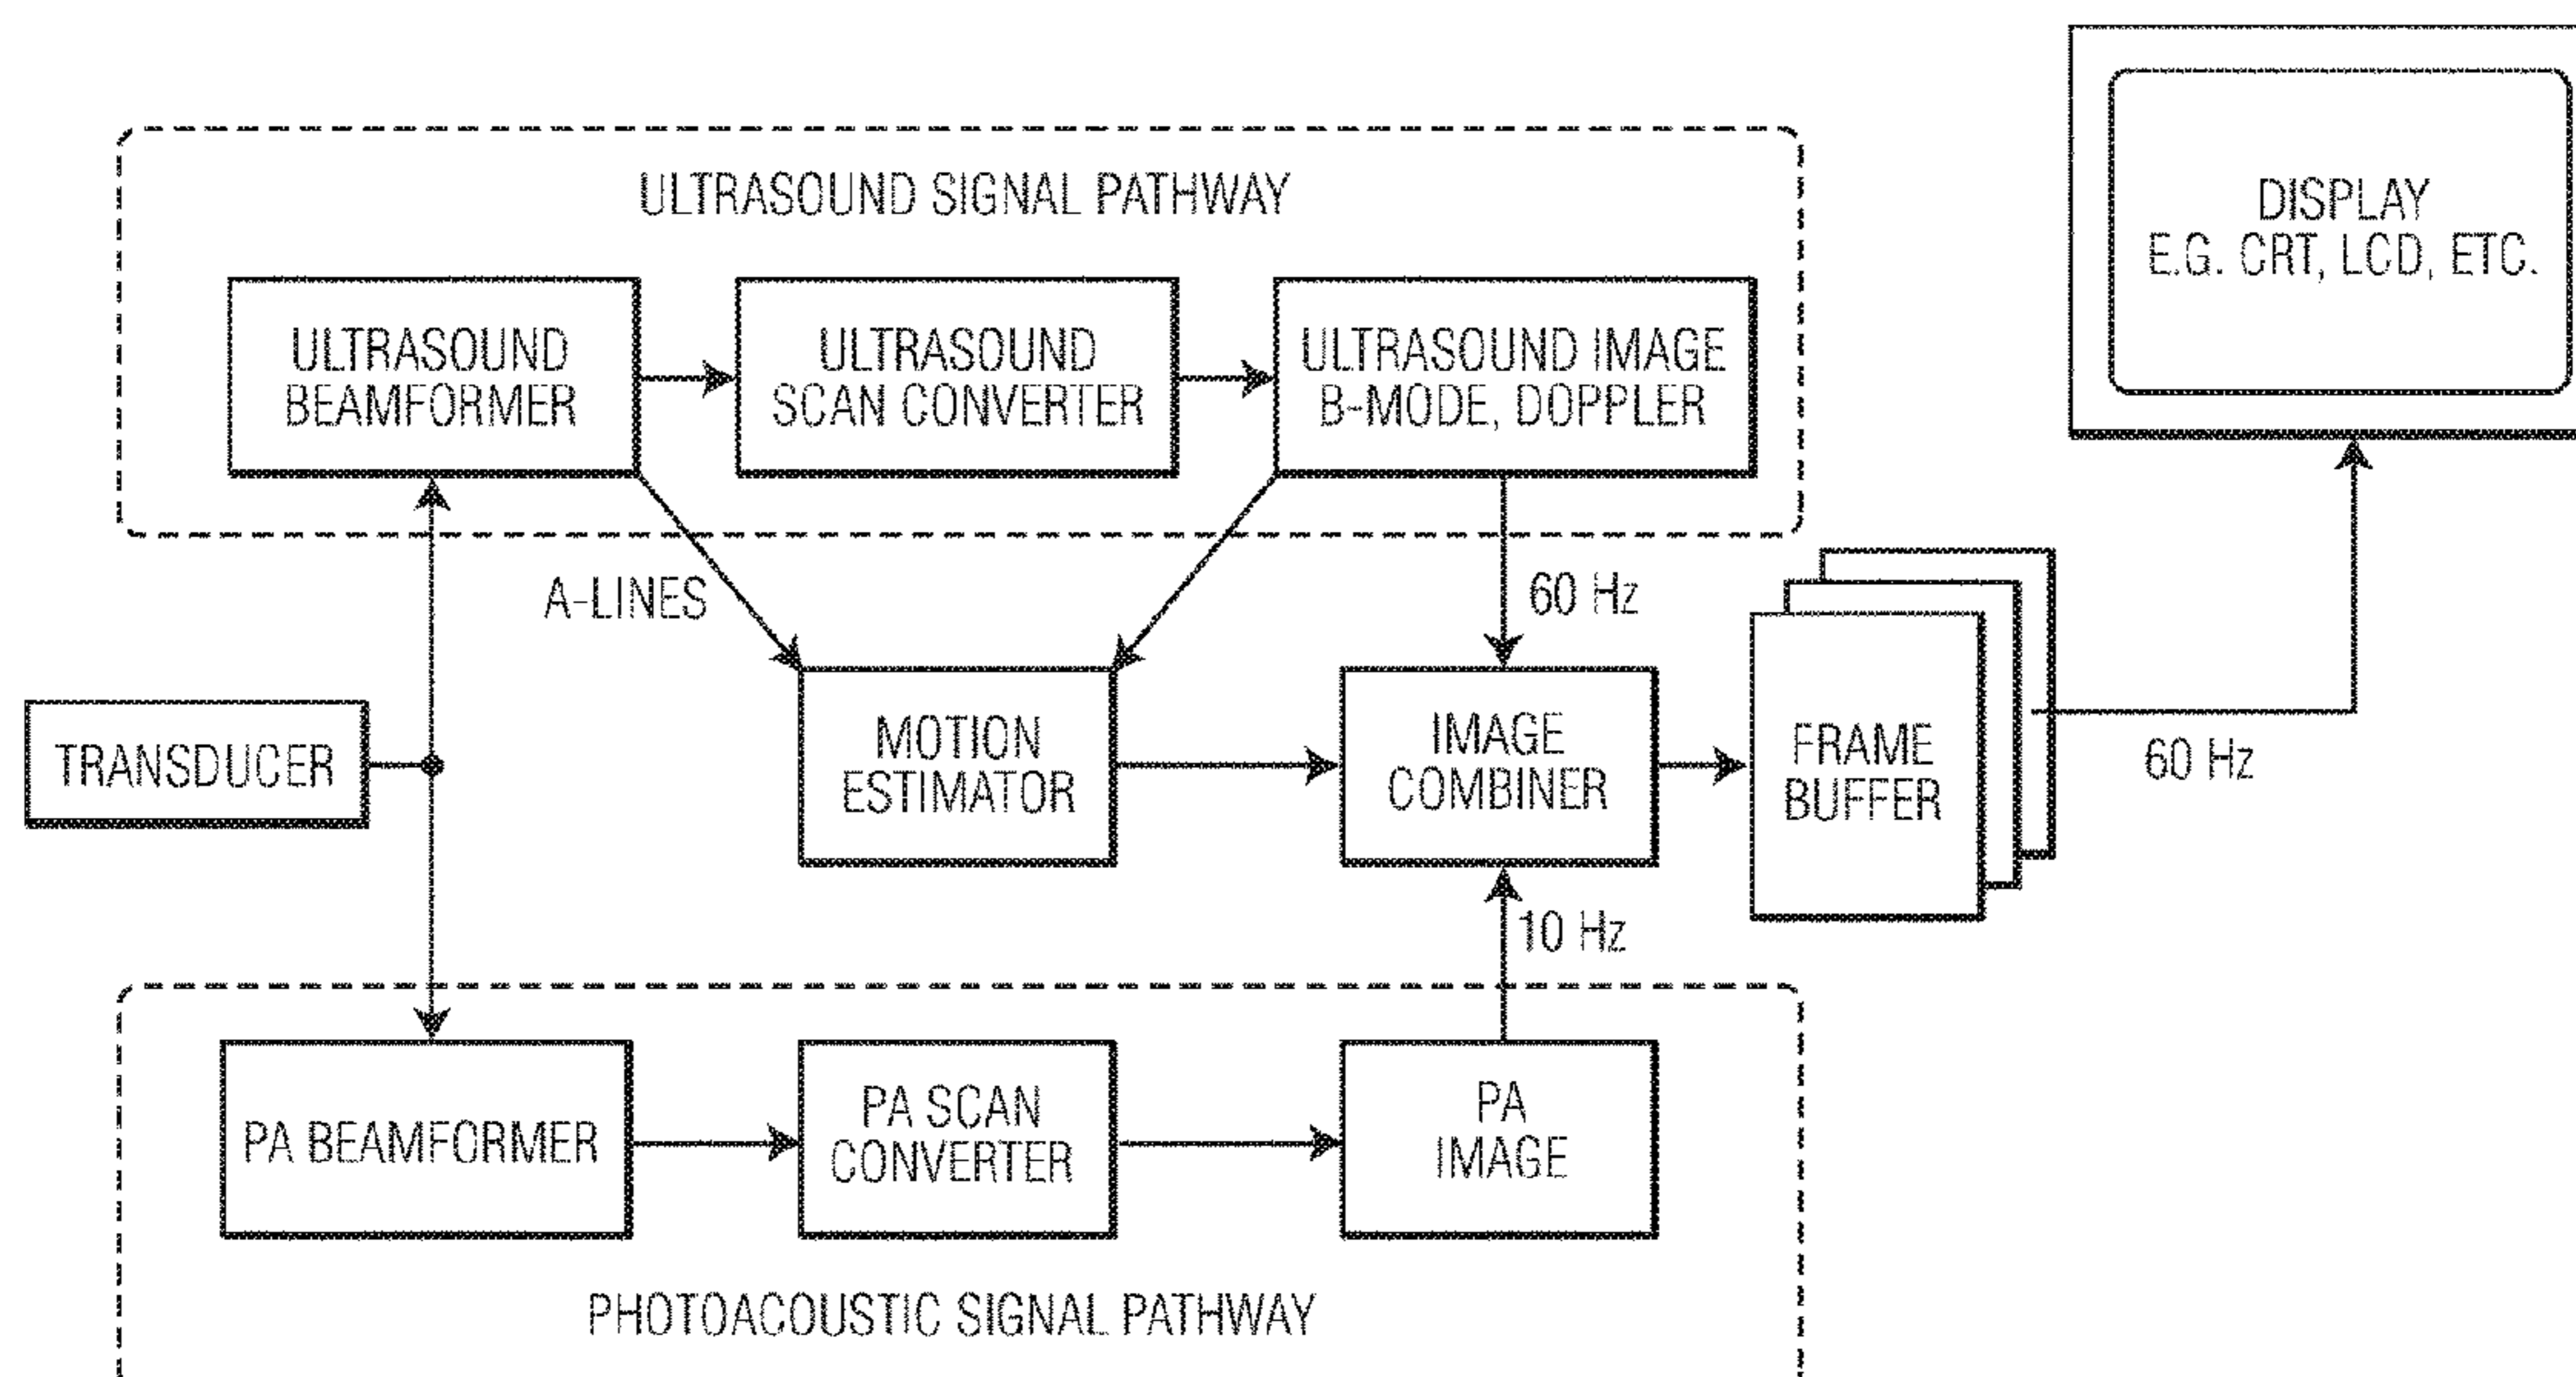 ULTRASOUND SIGNAL PATHWAY
DISPLAY
E.G. CRT, LCD, ETC.
ULTRASOUND
BEAMFORMER
ULTRASOUND
SCAN CONVERTER
ULTRASOUND IMAGE
B-MODE, DOPPLER
A-LINES
60 Hz
TRANSDUCER
MOTION
ESTIMATOR
IMAGE
COMBINER
FRAME
BUFFER
60 Hz
10 Hz
PA BEAMFORMER
PA SCAN
CONVERTER
PA
IMAGE
PHOTOACOUSTIC SIGNAL PATHWAY